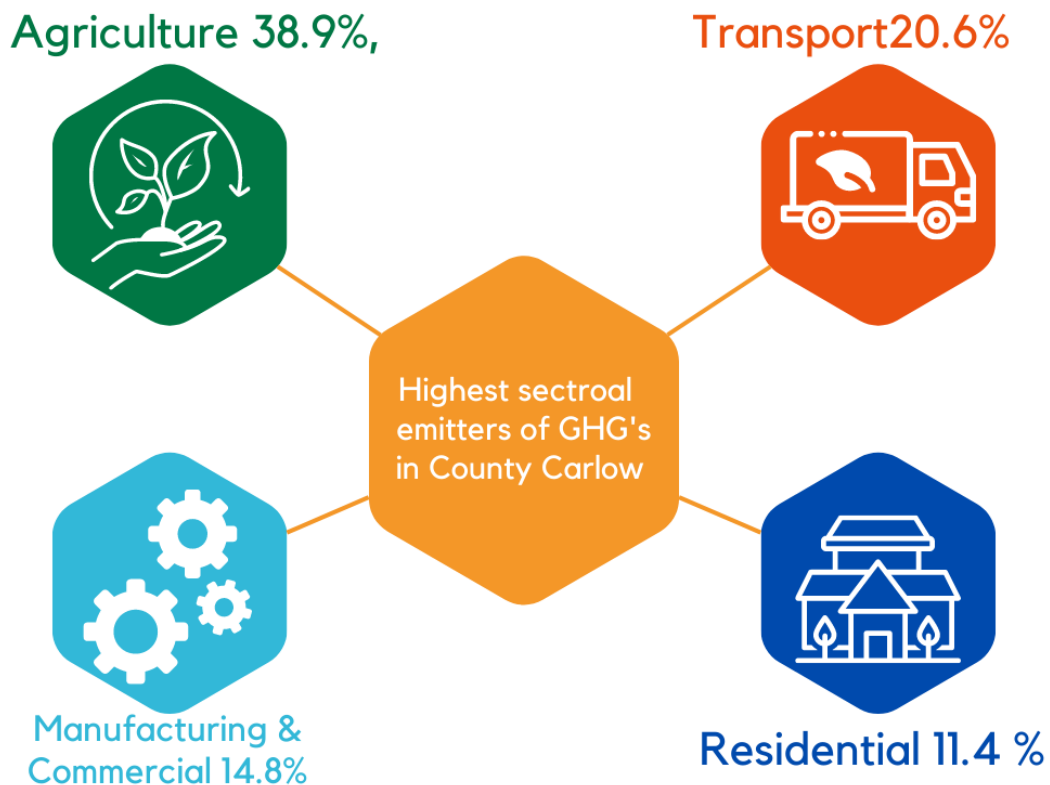 Agriculture 38.9%,
Transport20.6%
Highest sectroal
emitters of GHG's
in County Carlow
Manufacturing &
Commercial 14.8%
Residential 11.4 %